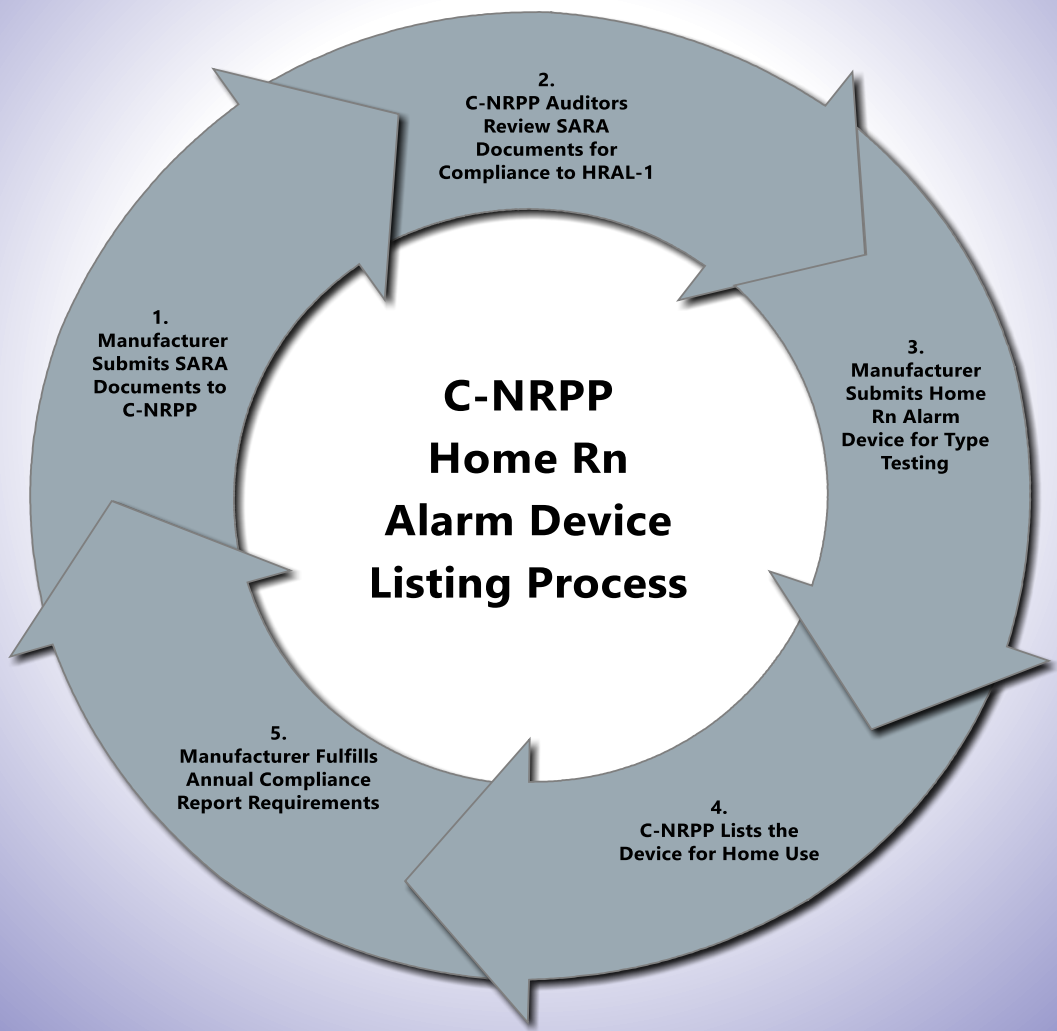 2.
C-NRPP Auditors
Review SARA
Documents for
Compliance to HRAL-1
1.
Manufacturer
Submits SARA
Documents to
C-NRPP
3.
Manufacturer
Submits Home
Rn Alarm
Device for Type
Testing
C-NRPP
Home Rn
Alarm Device
Listing Process
5.
Manufacturer Fulfills
Annual Compliance
Report Requirements
4.
C-NRPP Lists the
Device for Home Use